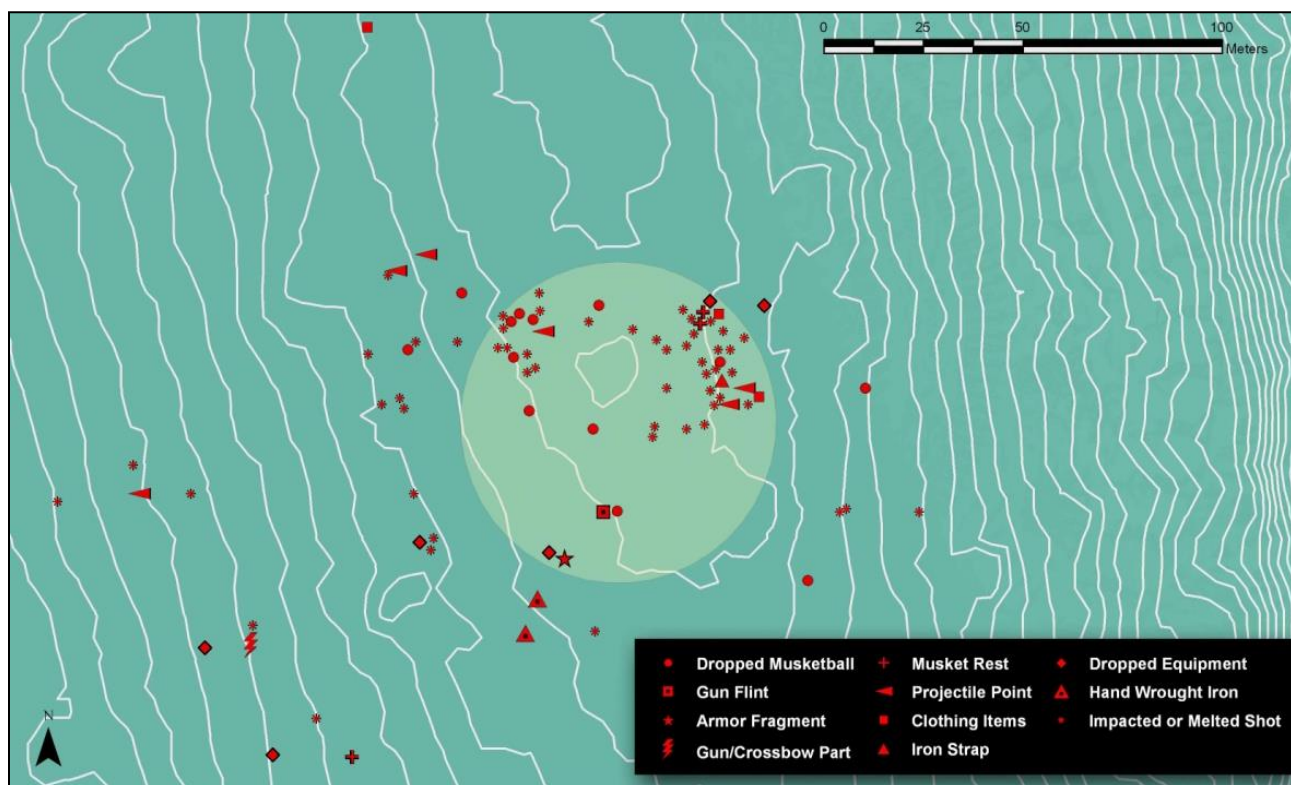 0 25 50 100
Meters
Dropped Musketball Musket Rest Dropped Equipment
Gun Flint Projectile Point Hand Wrought Iron
Armor Fragment Clothing Items Impacted or Melted Shot
Gun/Crossbow Part Iron Strap
N